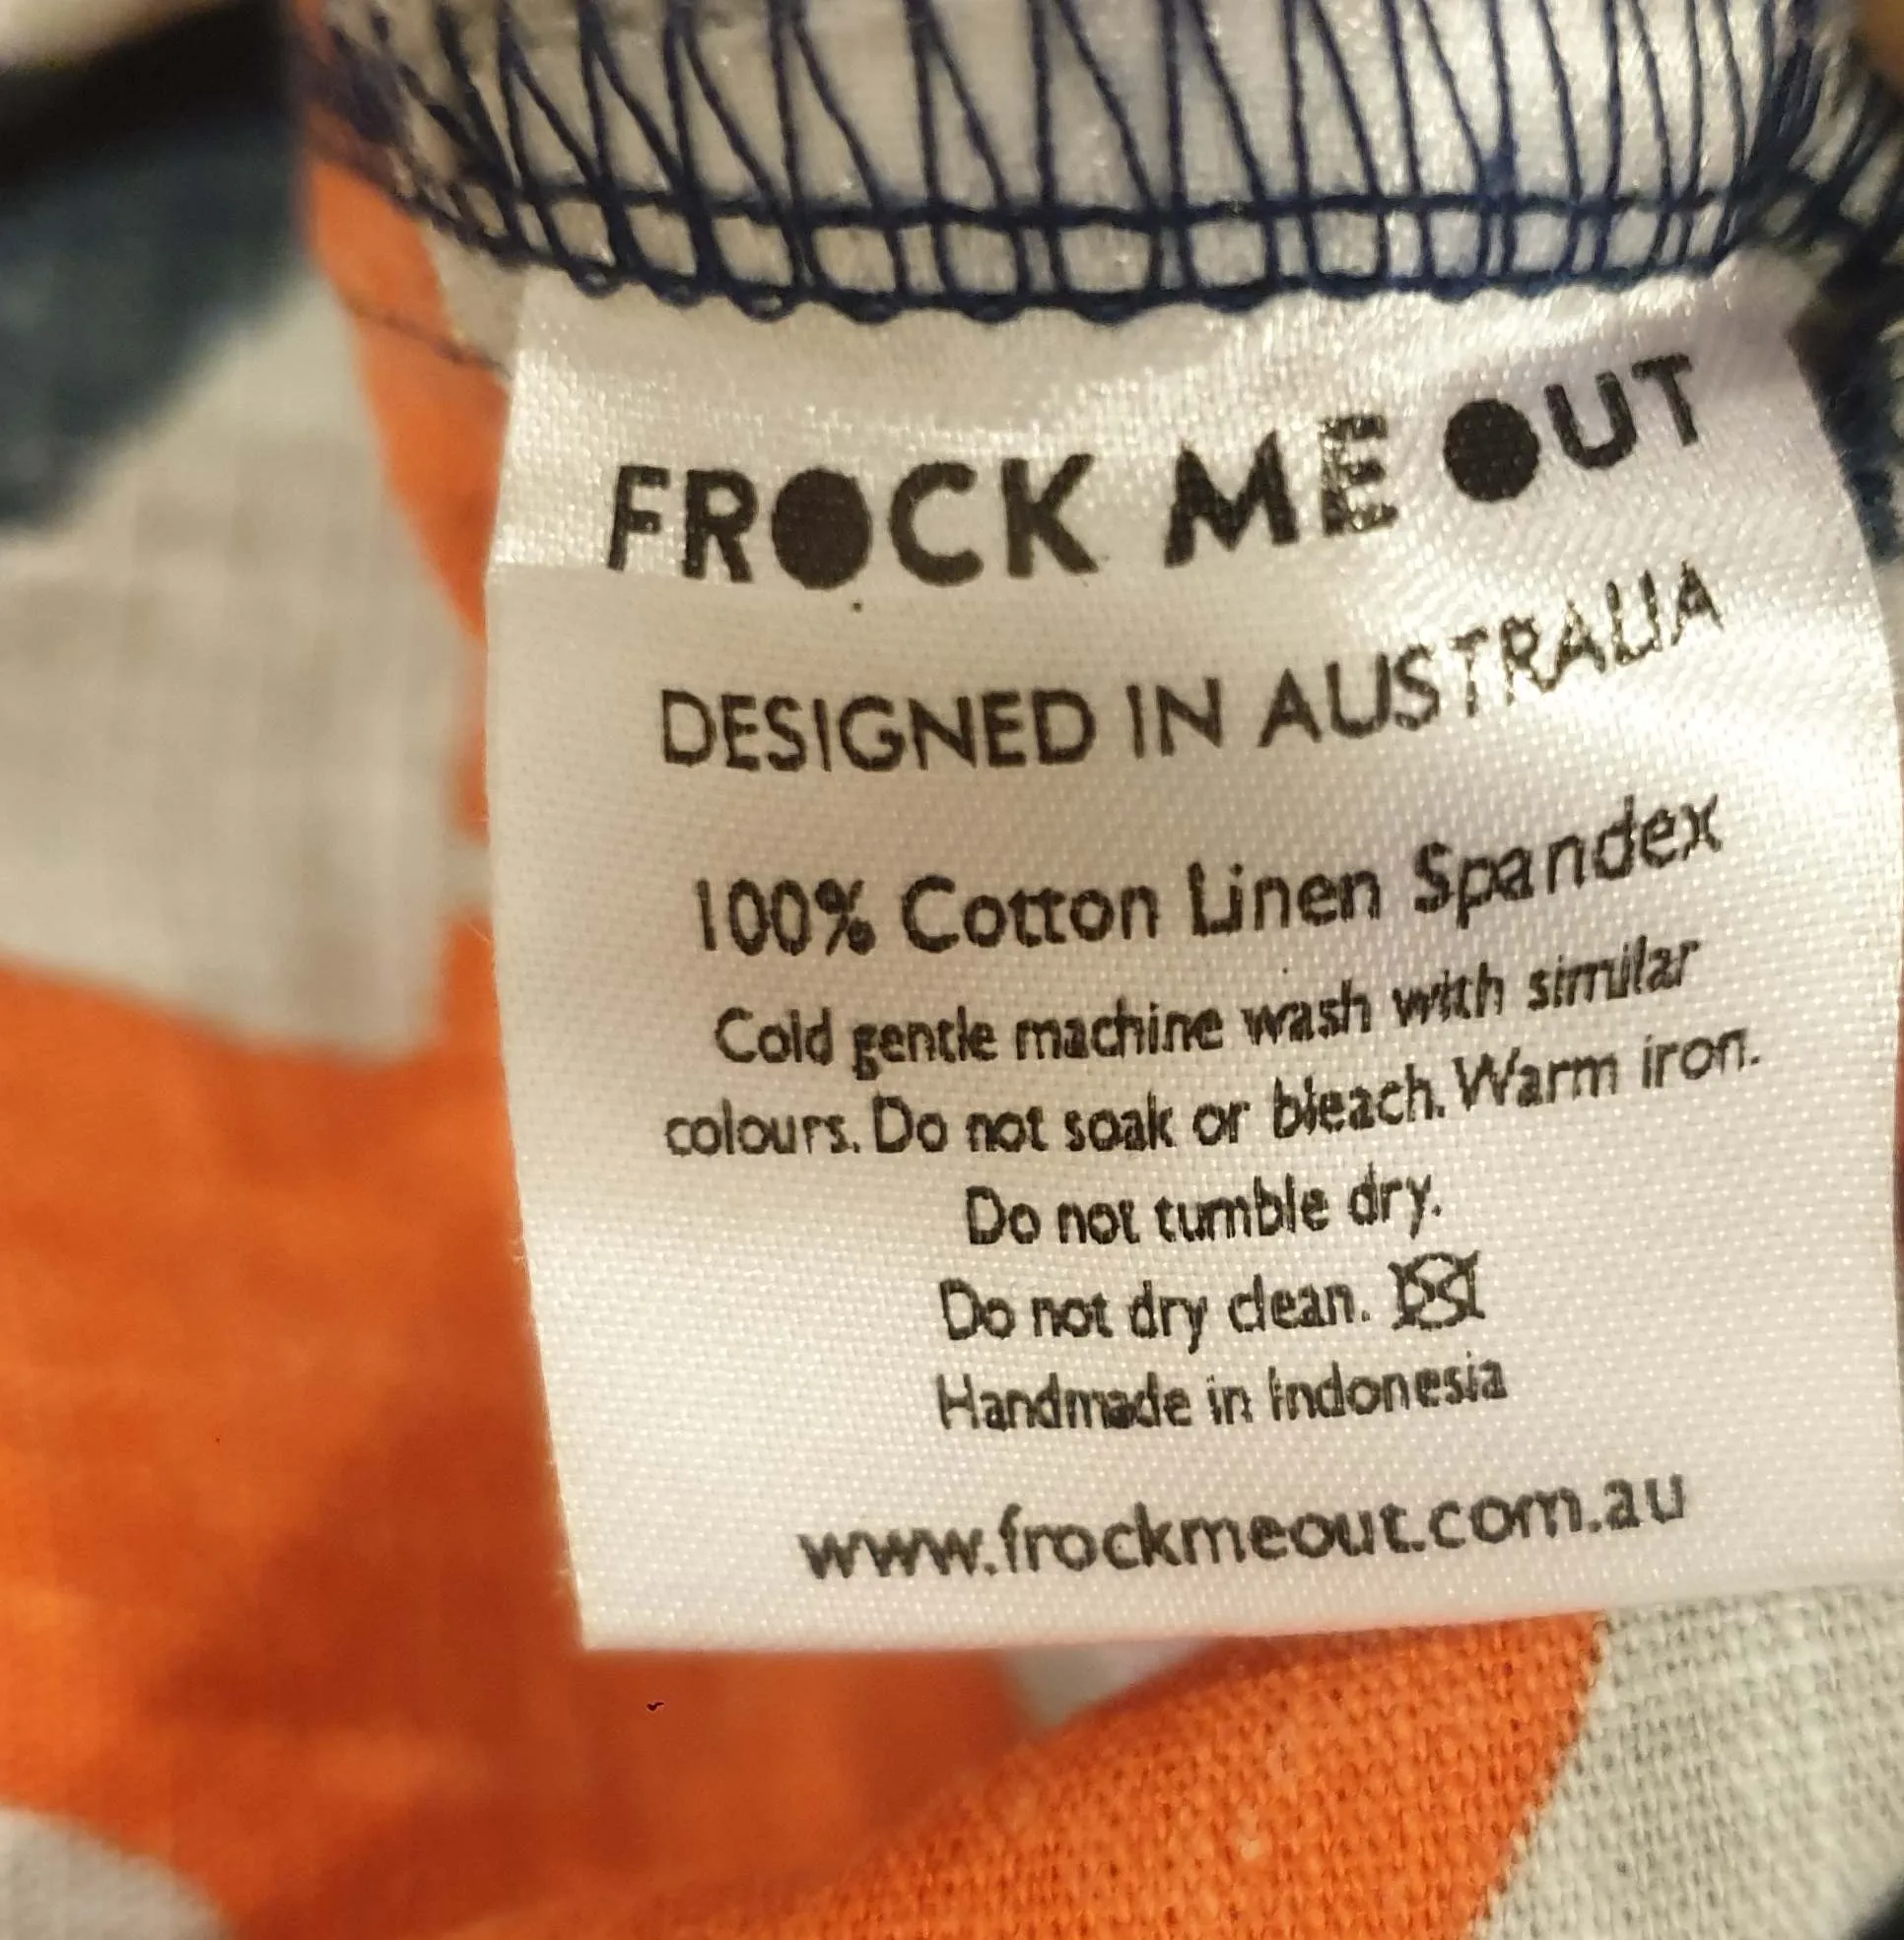 FROCK ME OUT
DESIGNED IN AUSTRALIA
100% Cotton Linen Spandex
Cold gentle machine wash with similar
colours. Do not soak or bleach. Warm iron.
Do not tumble dry.
Do not dry clean.
Handmade in Indonesia
www.frockmeout.com.au